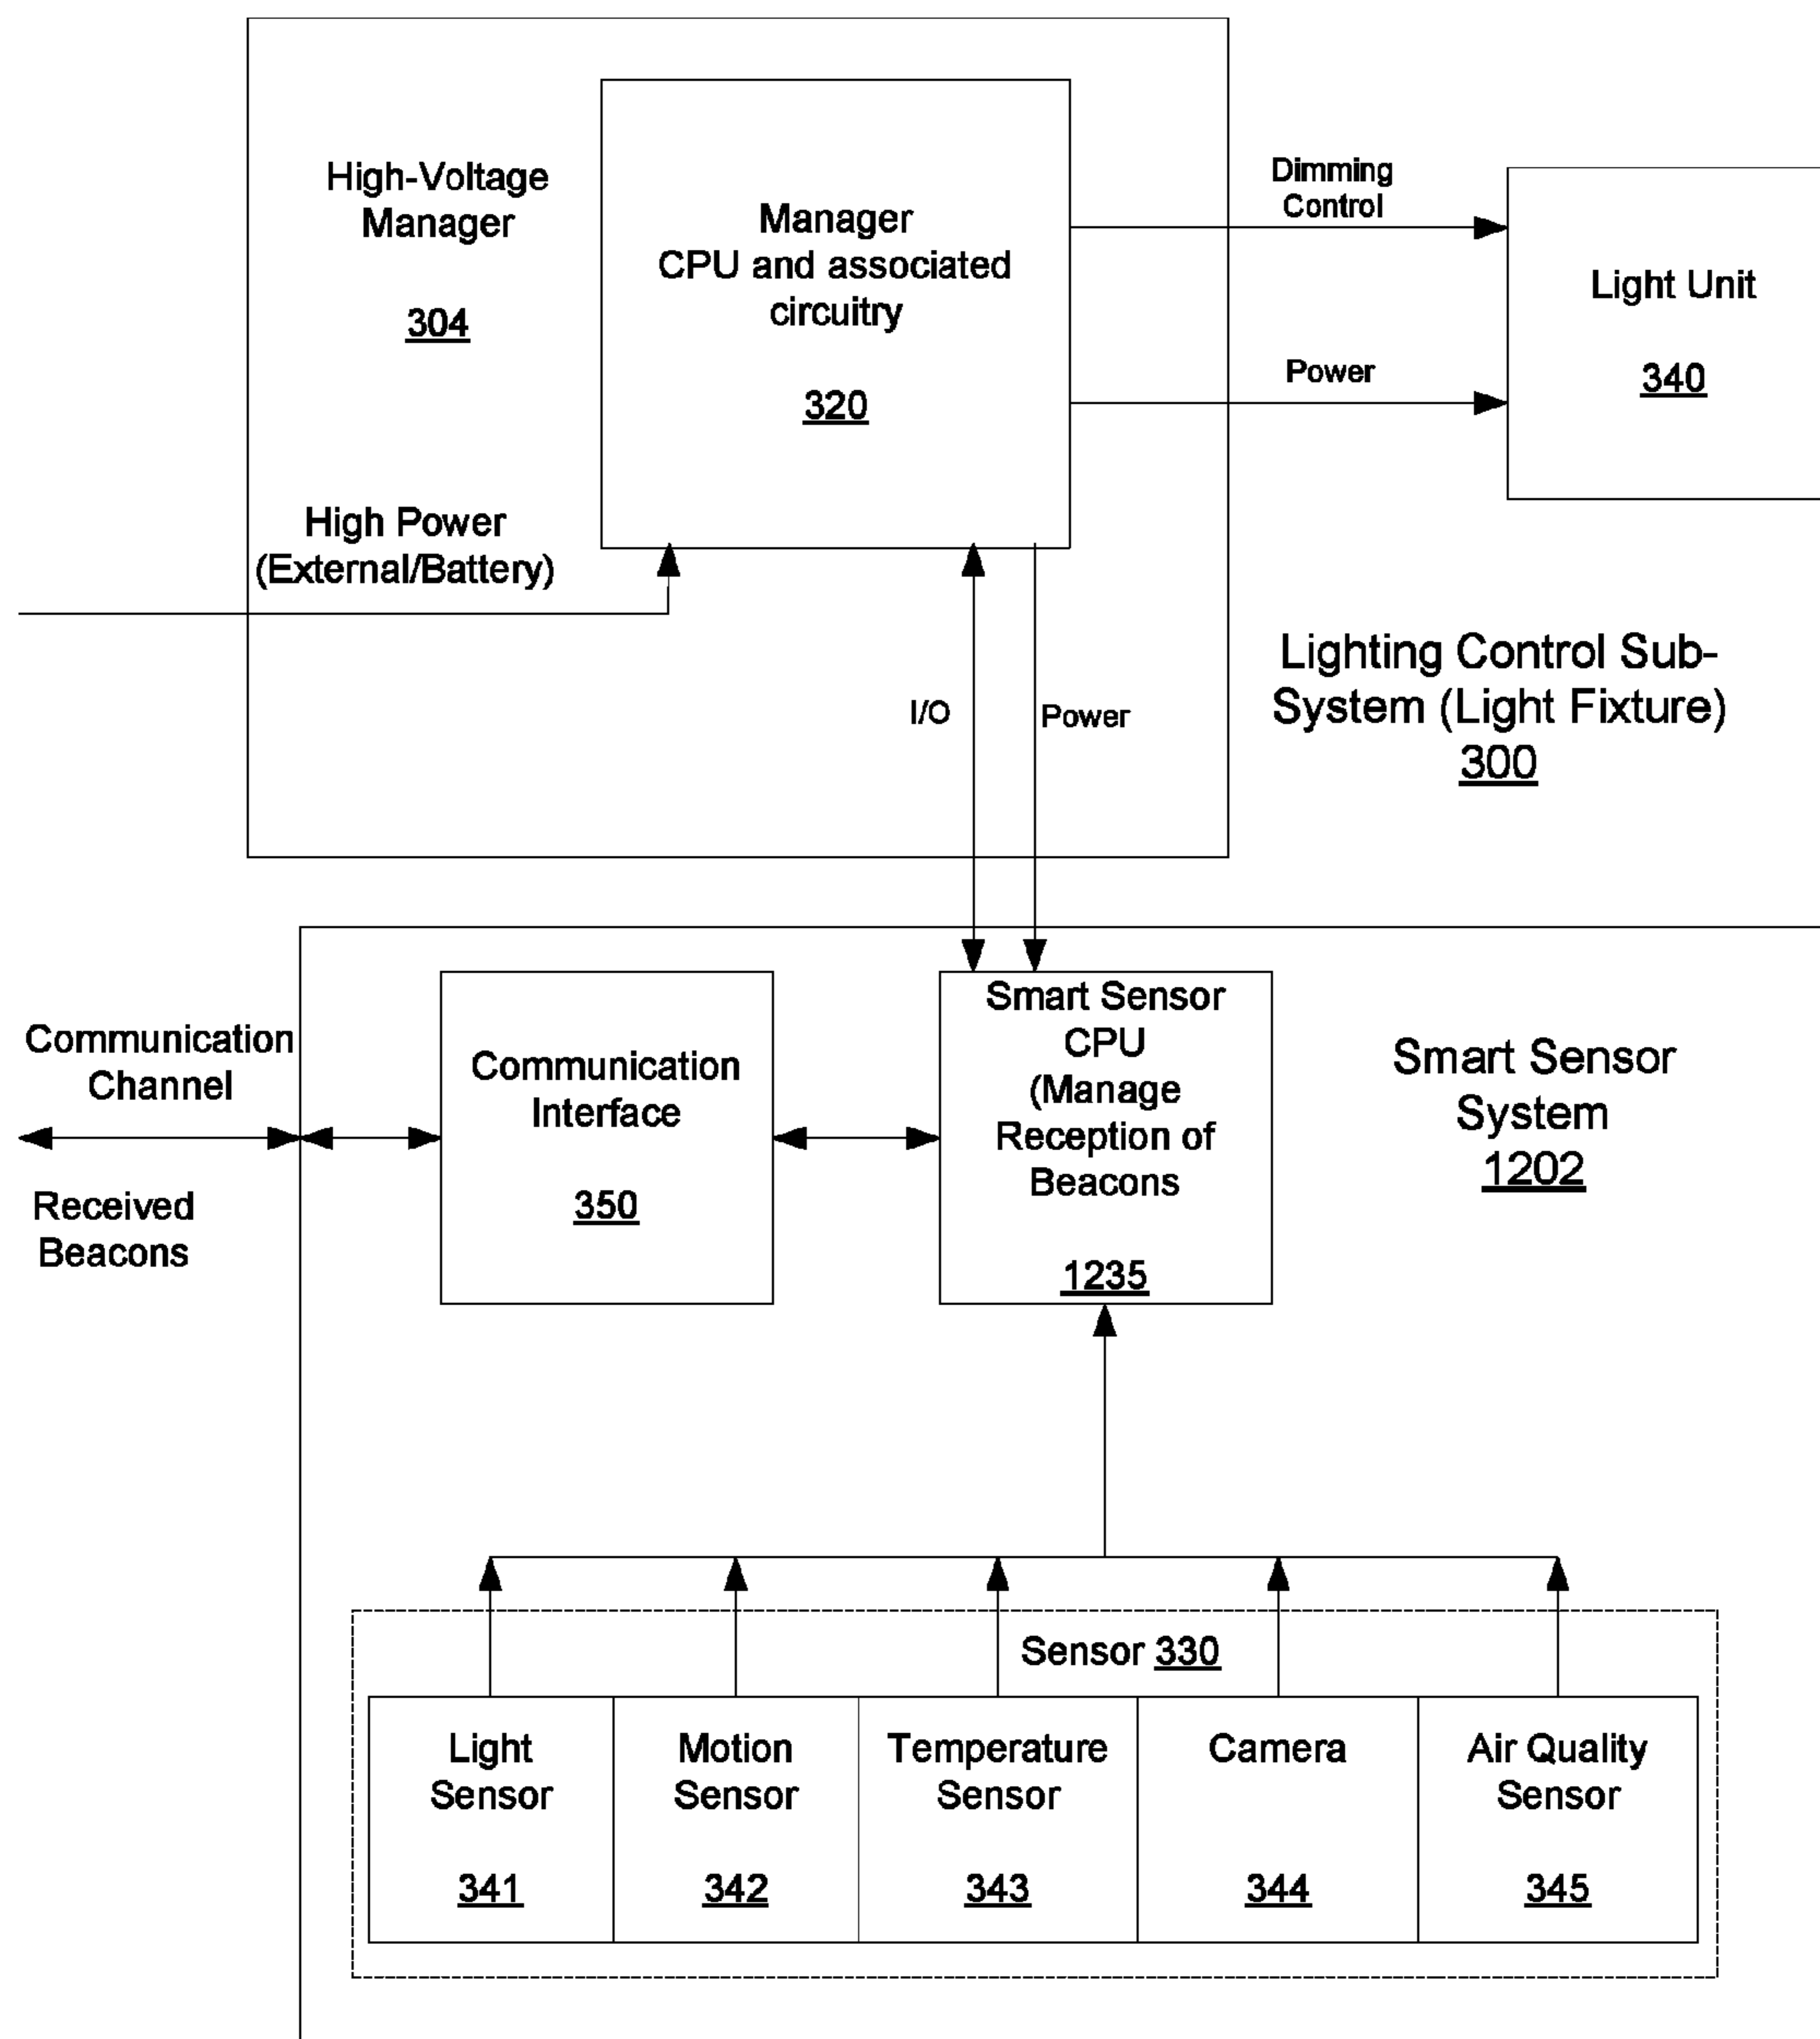 High-Voltage
Manager
304
Manager
CPU and associated
circuitry
320
Dimming
Control
Power
Light Unit
340
High Power
(External/Battery)
I/O
Power
Lighting Control Sub-
System (Light Fixture)
300
Communication
Channel
Received
Beacons
Communication
Interface
350
Smart Sensor
CPU
(Manage
Reception of
Beacons
1235
Smart Sensor
System
1202
Sensor 330
Light
Sensor
341
Motion
Sensor
342
Temperature
Sensor
343
Camera
344
Air Quality
Sensor
345